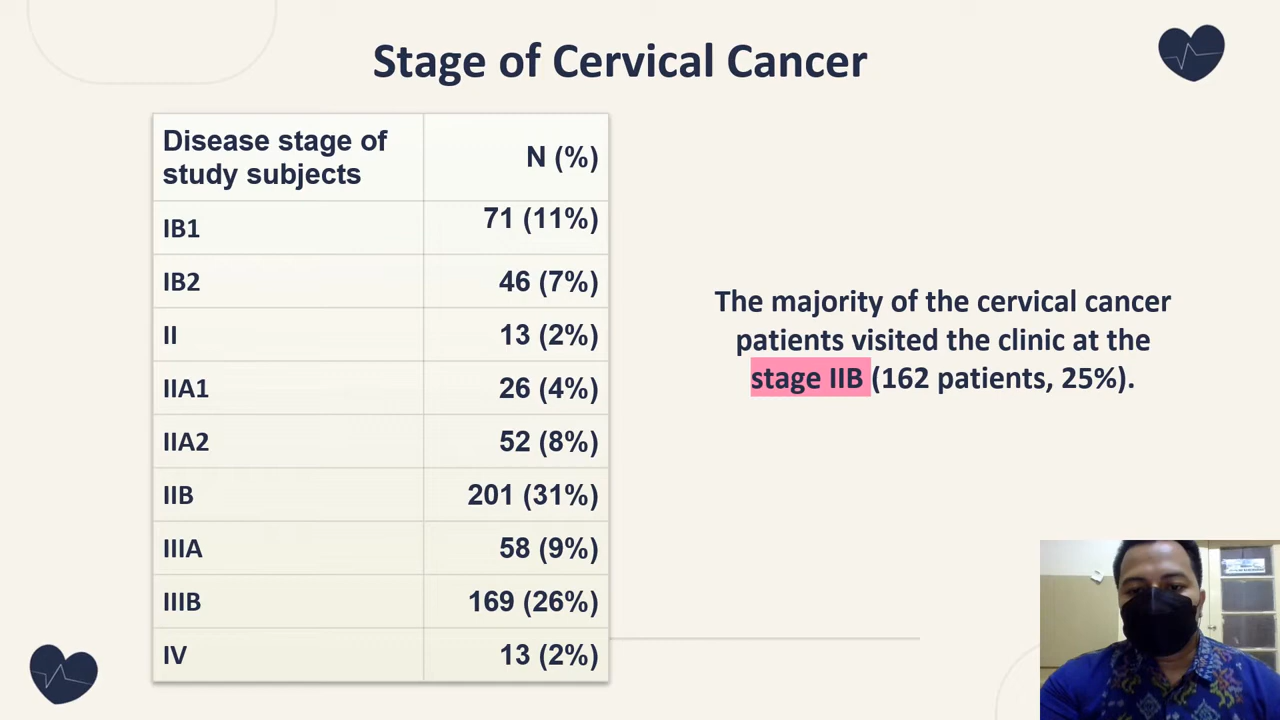 Stage of Cervical Cancer
Disease stage of
study subjects
N (%)
IB1
71 (11%)
IB2
46 (7%)
II
13 (2%)
IIA1
26 (4%)
IIA2
52 (8%)
IIB
201 (31%)
IIIA
58 (9%)
IIIB
169 (26%)
IV
13 (2%)
The majority of the cervical cancer
patients visited the clinic at the
stage IIB (162 patients, 25%).